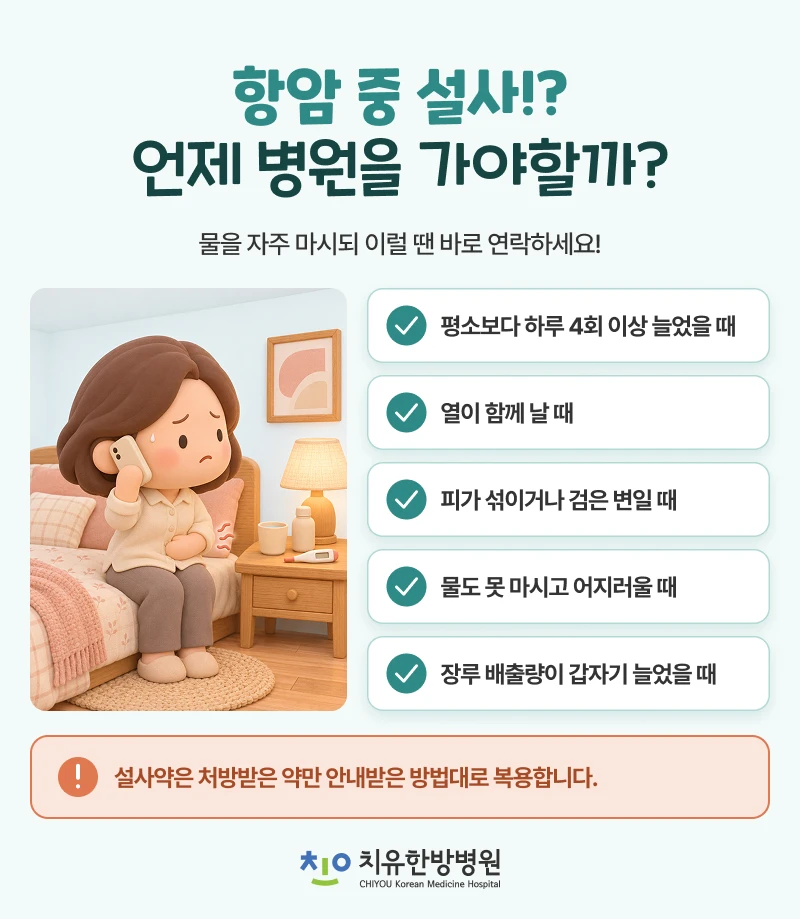 항암 중 설사!?
언제 병원을 가야할까?
물을 자주 마시되 이럴 땐 바로 연락하세요!
평소보다 하루 4회 이상 늘었을 때
열이 함께 날 때
피가 섞이거나 검은 변일 때
물도 못 마시고 어지러울 때
장루 배출량이 갑자기 늘었을 때
설사약은 처방받은 약만 안내받은 방법대로 복용합니다.
치유한방병원
CHIYOU Korean Medicine Hospital